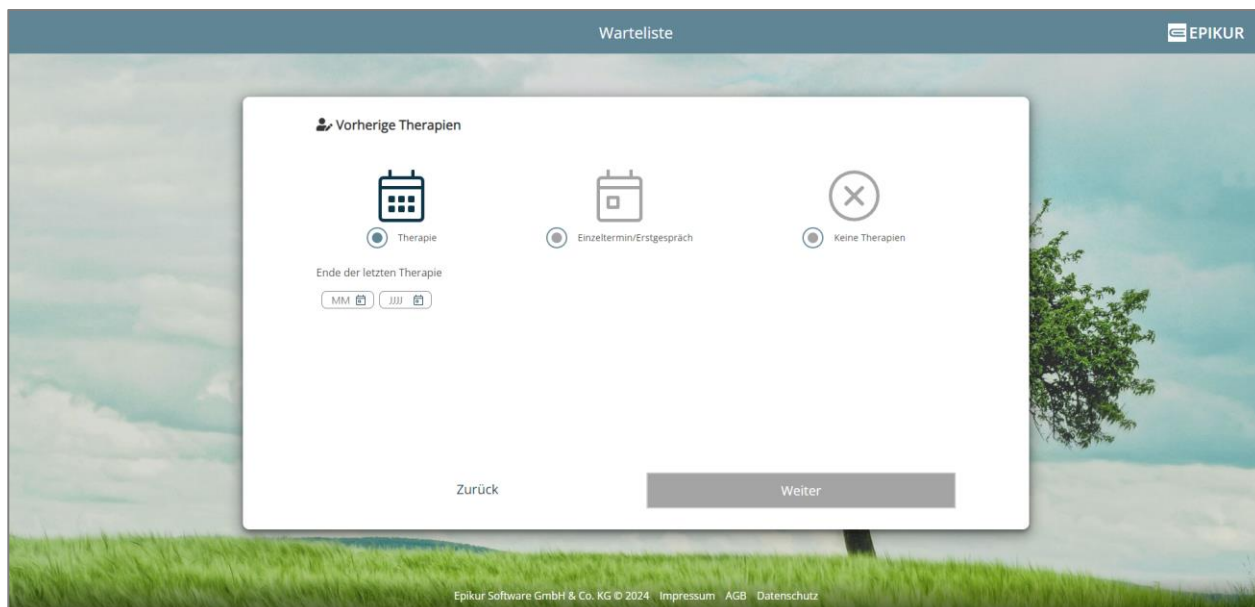 Warteliste
EPIKUR
Vorherige Therapien
Therapie
Einzeltermin/Erstgespräch
Keine Therapien
Ende der letzten Therapie
MM JJJJ
Zurück
Weiter
Epikur Software GmbH & Co. KG © 2024 Impressum AGB Datenschutz